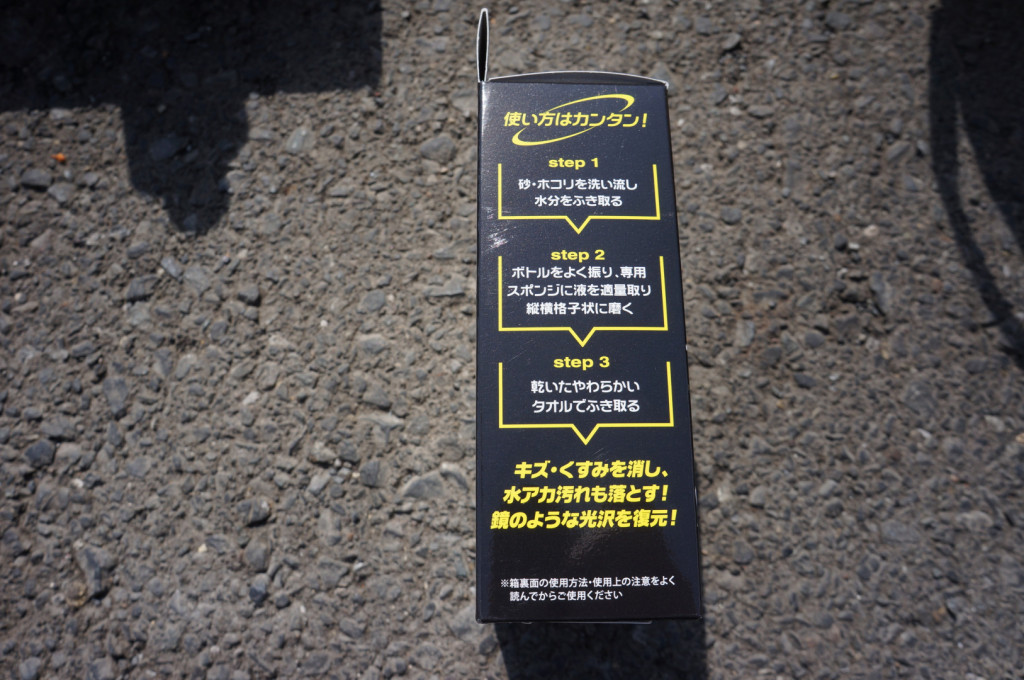 使い方はカンタン!
step 1
砂・ホコリを洗い流し
水分をふき取る
step 2
ボトルをよく振り、専用
スポンジに液を適量取り
縦横格子状に磨く
step 3
乾いたやわらかい
タオルでふき取る
キズ・くすみを消し、
水アカ汚れも落とす!
鏡のような光沢を復元!
※箱裏面の使用方法・使用上の注意をよく
読んでからご使用ください